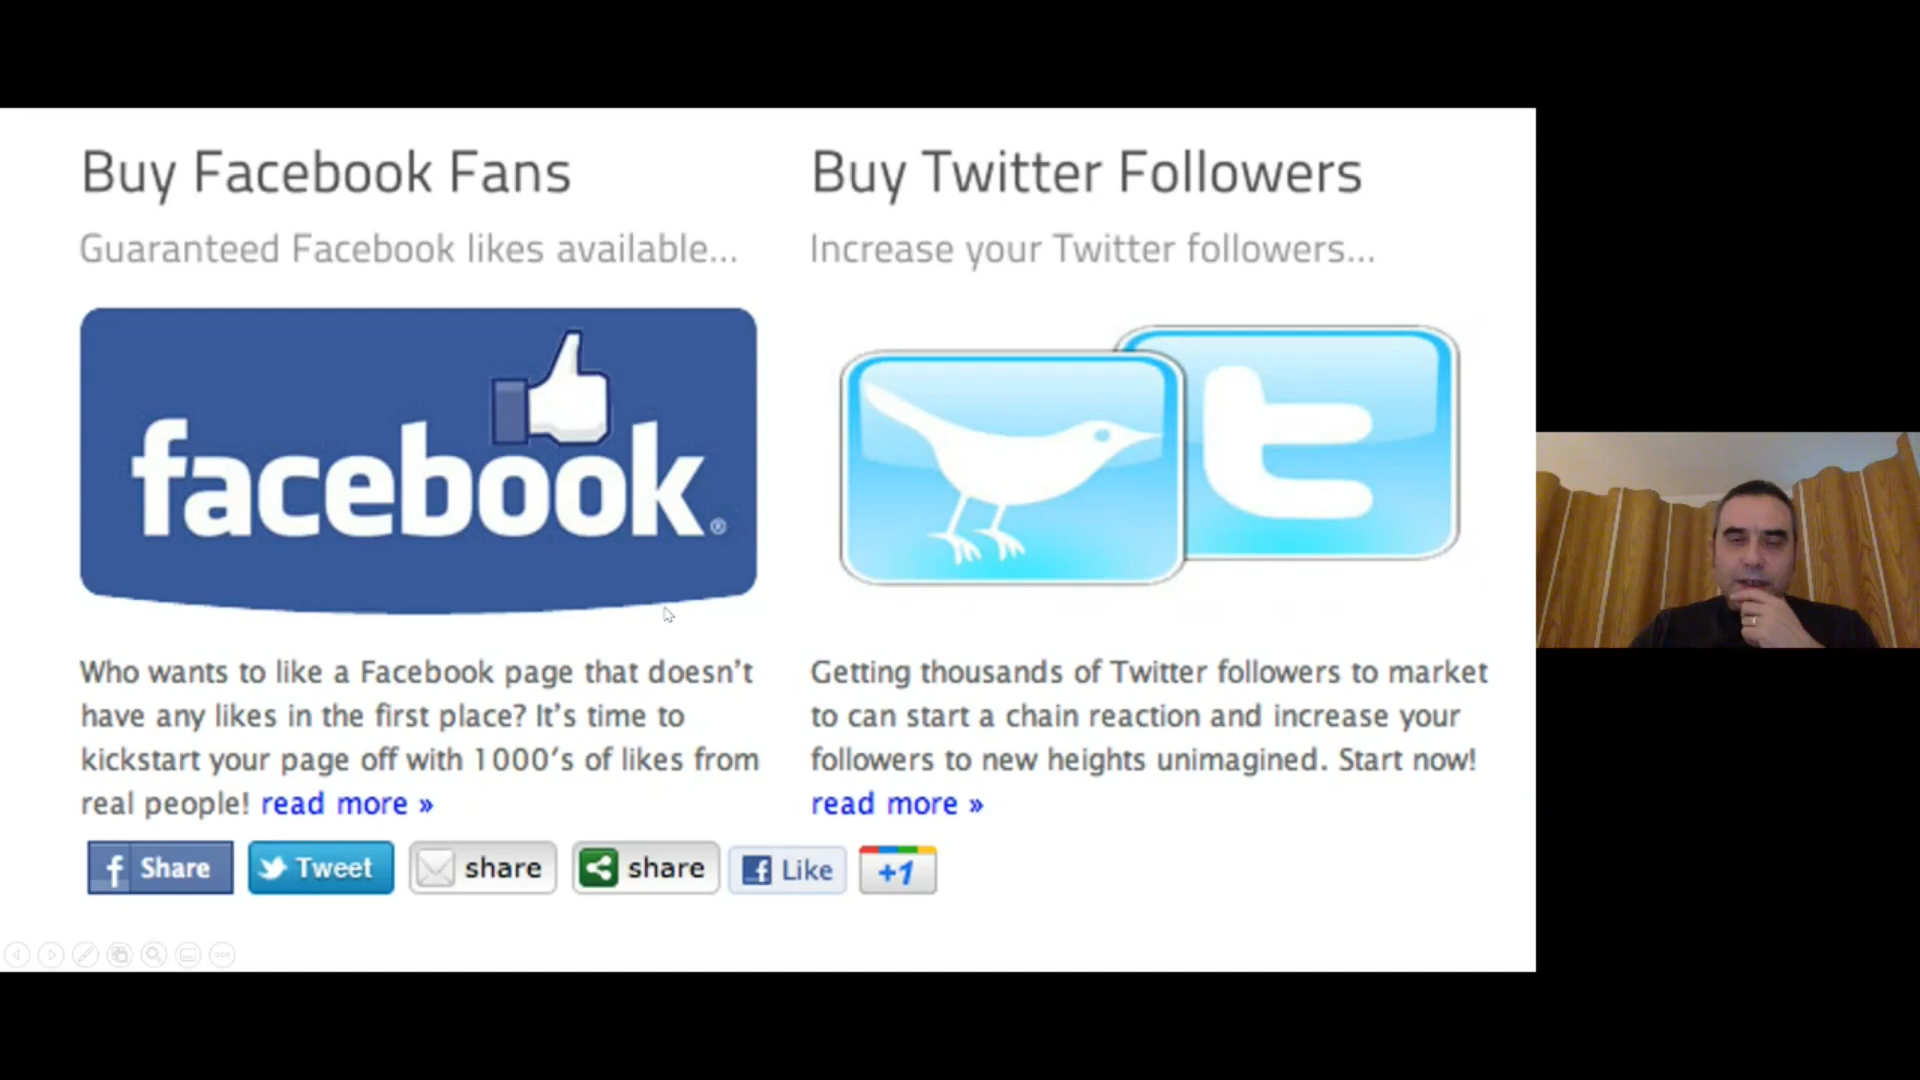 Buy Facebook Fans
Guaranteed Facebook likes available...
facebook®
Who wants to like a Facebook page that doesn't
have any likes in the first place? It's time to
kickstart your page off with 1000's of likes from
real people! read more »
Buy Twitter Followers
Increase your Twitter followers...
t
Getting thousands of Twitter followers to market
to can start a chain reaction and increase your
followers to new heights unimagined. Start now!
read more »
f Share
Tweet
share
share
f Like
+1